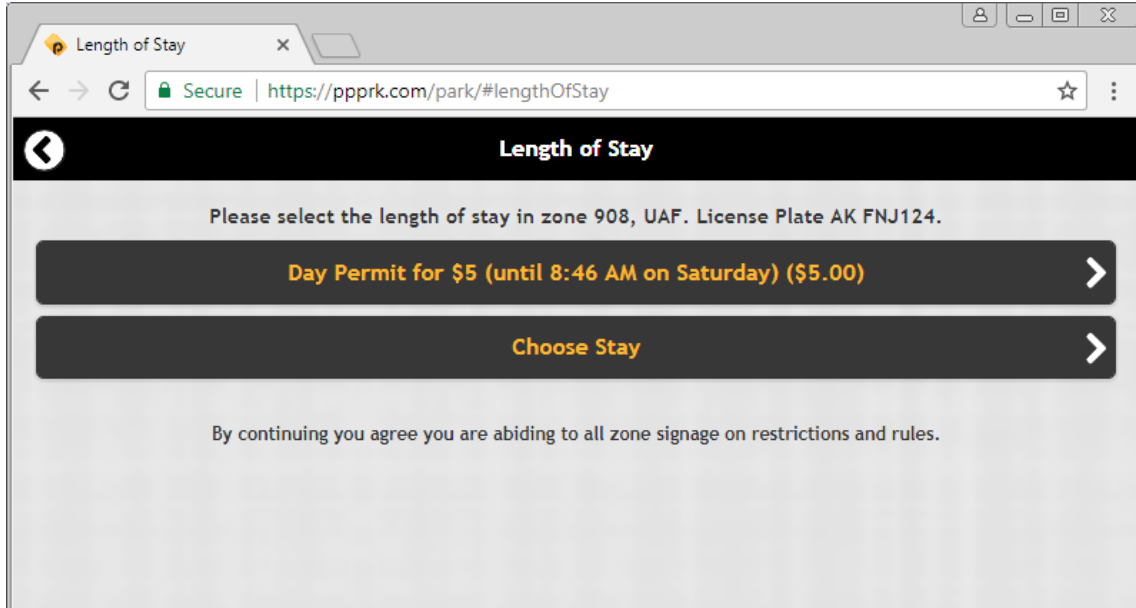 Length of Stay
Secure | https://ppprk.com/park/#lengthOfStay
Length of Stay
Please select the length of stay in zone 908, UAF. License Plate AK FNJ124.
Day Permit for $5 (until 8:46 AM on Saturday) ($5.00)
Choose Stay
By continuing you agree you are abiding to all zone signage on restrictions and rules.